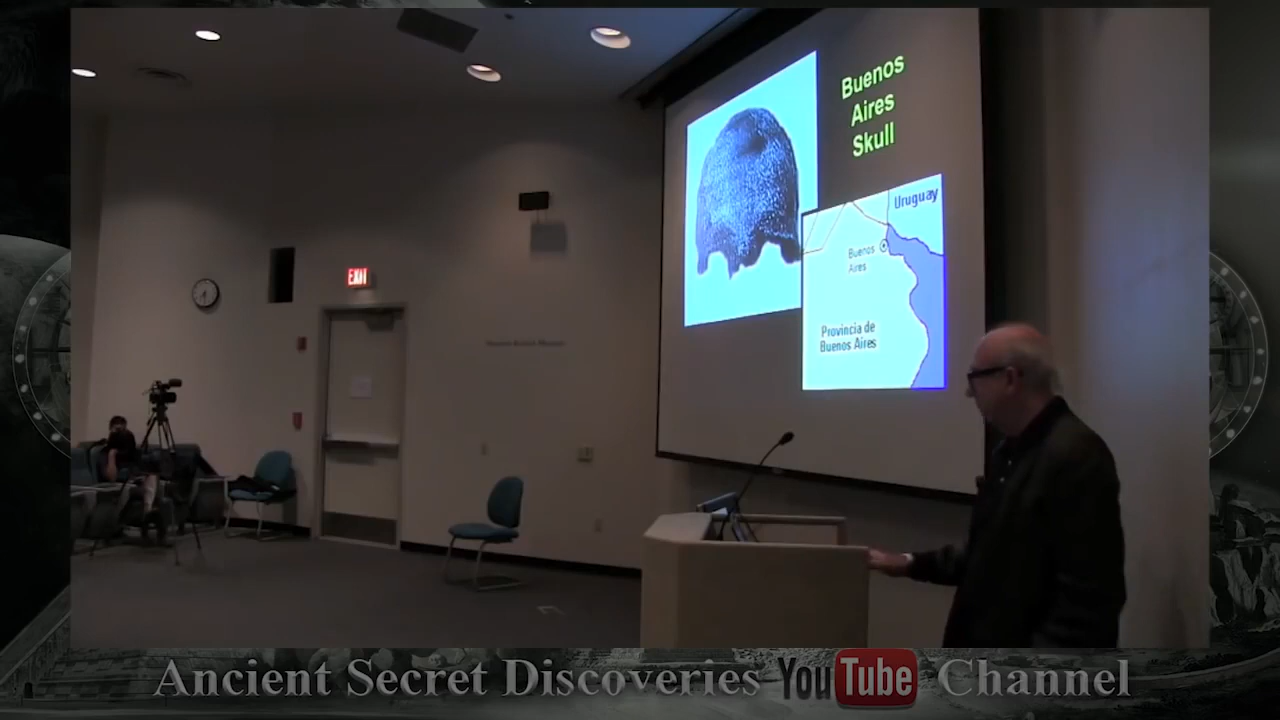 Buenos
Aires
Skull
Uruguay
Buenos
Aires
Provincia de
Buenos Aires
EXIT
Ancient Secret Discoveries YouTube Channel